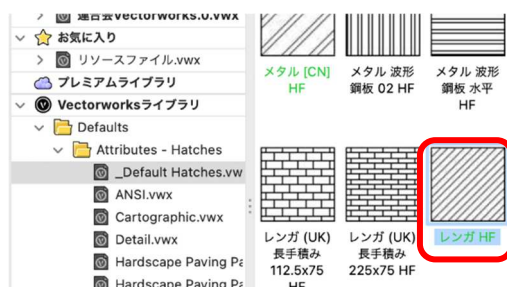 連合会Vectorworks.0.vwx
お気に入り
リソースファイル.vwx
プレミアムライブラリ
Vectorworksライブラリ
Defaults
Attributes - Hatches
_Default Hatches.vw
ANSI.vwx
Cartographic.vwx
Detail.vwx
Hardscape Paving Pa
Hardscape Paving Pa
メタル [CN]
HF
メタル 波形
鋼板 02 HF
メタル 波形
鋼板 水平
HF
レンガ (UK)
長手積み
112.5x75
HF
レンガ (UK)
長手積み
225x75 HF
レンガ HF